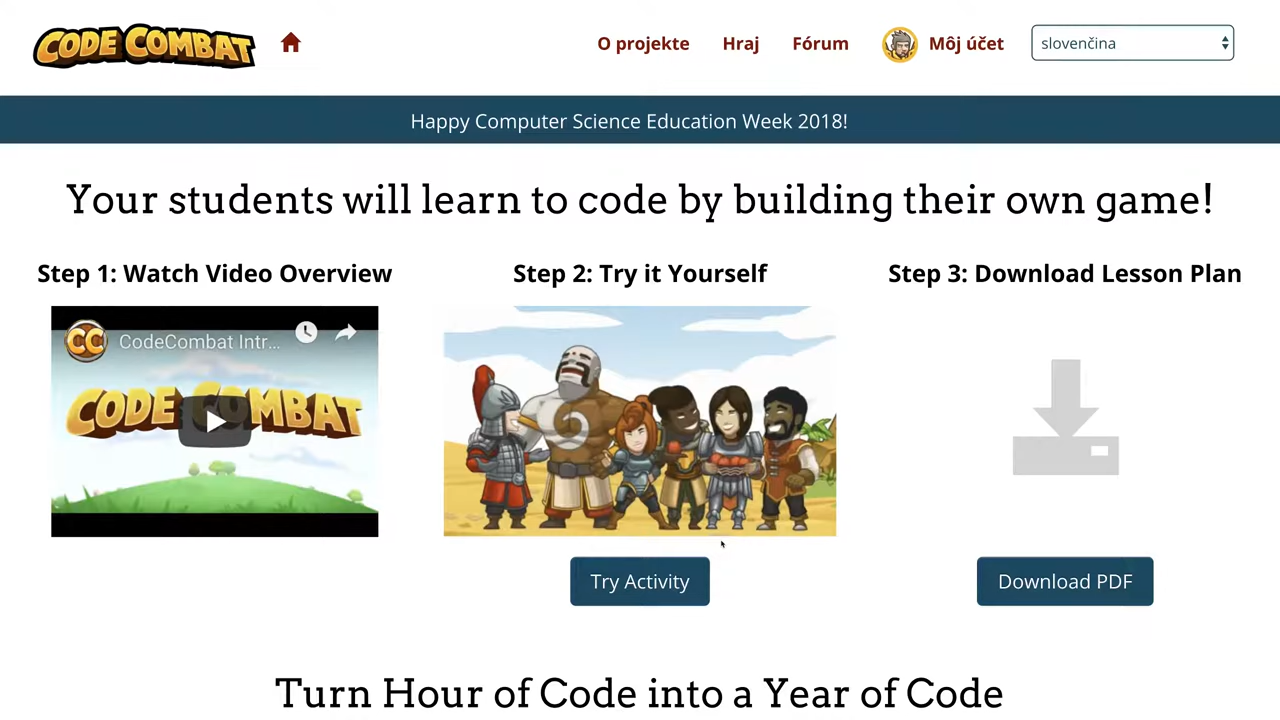 CODE COMBAT
O projekte
Hraj
Fórum
Môj účet
slovenčina
Happy Computer Science Education Week 2018!
Your students will learn to code by building their own game!
Step 1: Watch Video Overview
Step 2: Try it Yourself
Step 3: Download Lesson Plan
CC
CodeCombat Intr...
CODE COMBAT
Try Activity
Download PDF
Turn Hour of Code into a Year of Code